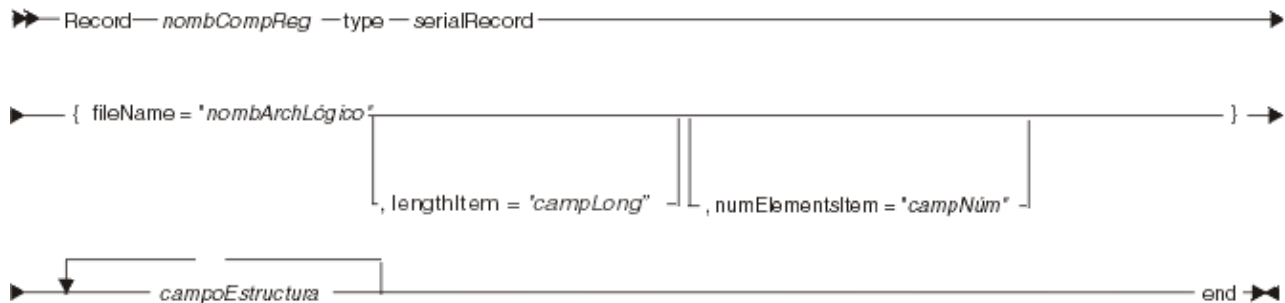 Record nombCompReg type serialRecord
{ fileName = "nombArchLógico" }
, lengthItem = "campLong" , numElementsItem = "campNúm"
campoEstructura end